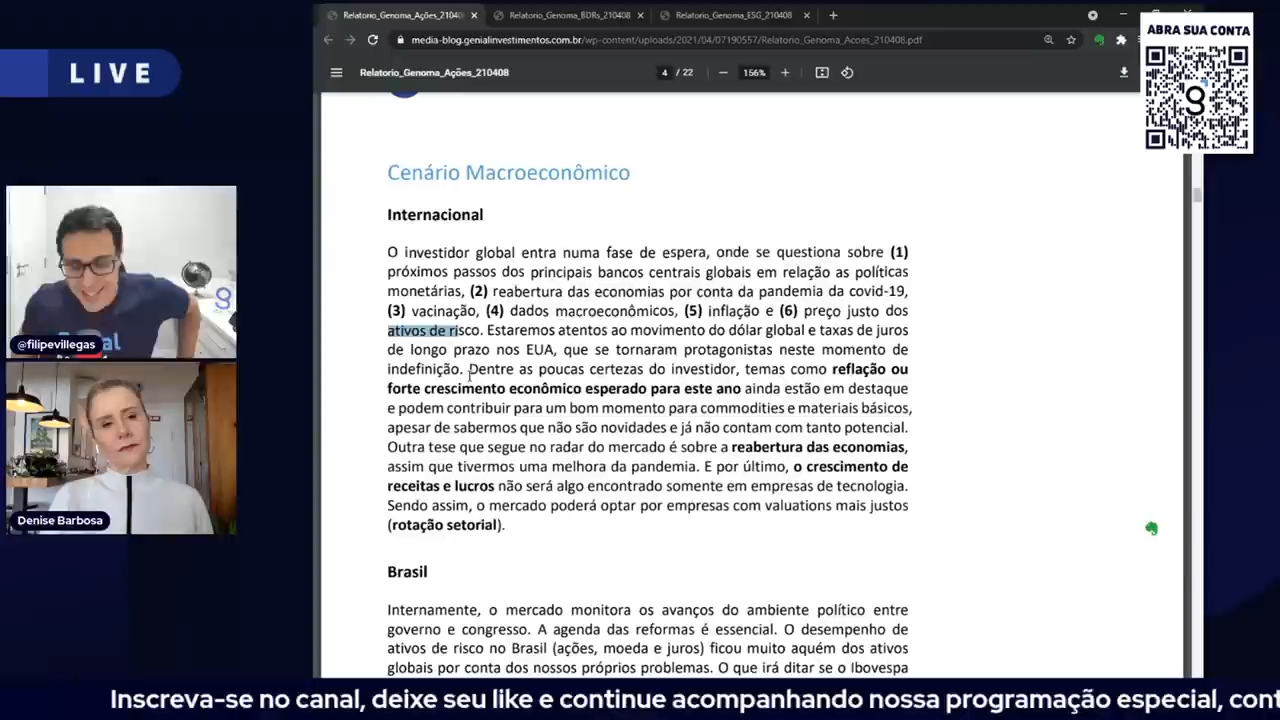 LIVE
Relatorio_Genoma_Ações_2104
Relatorio_Genoma_BDRs_210408
Relatorio_Genoma_ESG_210408
ABRA SUA CONTA
media-blog.genialinvestimentos.com.br/wp-content/uploads/2021/04/07190557/Relatorio_Genoma_Acoes_210408.pdf
Relatorio_Genoma_Ações_210408
4 / 22
156%
Cenário Macroeconômico
Internacional
O investidor global entra numa fase de espera, onde se questiona sobre (1)
próximos passos dos principais bancos centrais globais em relação as políticas
monetárias, (2) reabertura das economias por conta da pandemia da covid-19,
(3) vacinação, (4) dados macroeconômicos, (5) inflação e (6) preço justo dos
ativos de risco. Estaremos atentos ao movimento do dólar global e taxas de juros
de longo prazo nos EUA, que se tornaram protagonistas neste momento de
indefinição. Dentre as poucas certezas do investidor, temas como reflação ou
forte crescimento econômico esperado para este ano ainda estão em destaque
e podem contribuir para um bom momento para commodities e materiais básicos,
apesar de sabermos que não são novidades e já não contam com tanto potencial.
Outra tese que segue no radar do mercado é sobre a reabertura das economias,
assim que tivermos uma melhora da pandemia. E por último, o crescimento de
receitas e lucros não será algo encontrado somente em empresas de tecnologia.
Sendo assim, o mercado poderá optar por empresas com valuations mais justos
(rotação setorial).
Brasil
Internamente, o mercado monitora os avanços do ambiente político entre
governo e congresso. A agenda das reformas é essencial. O desempenho de
ativos de risco no Brasil (ações, moeda e juros) ficou muito aquém dos ativos
globais por conta dos nossos próprios problemas. O que irá ditar se o Ibovespa
@filipevillegas
Denise Barbosa
Inscreva-se no canal, deixe seu like e continue acompanhando nossa programação especial, cont